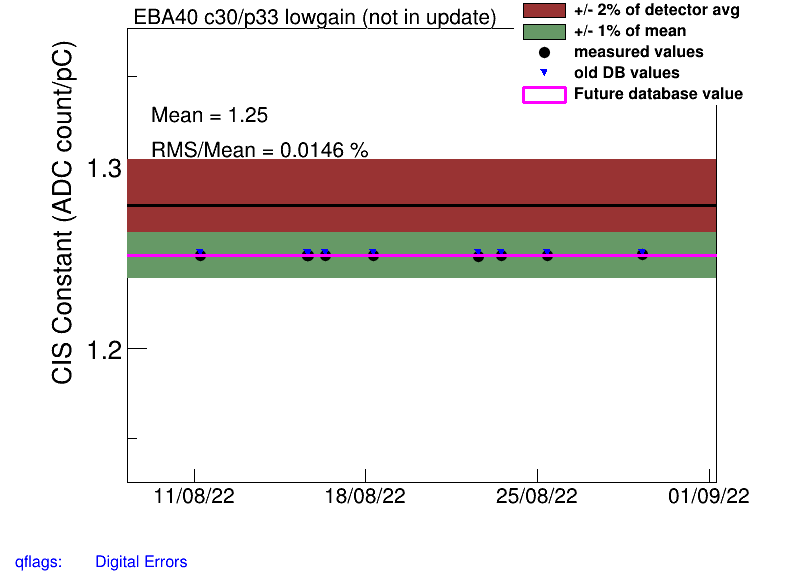 EBA40 c30/p33 lowgain (not in update)
+/- 2% of detector avg
+/- 1% of mean
measured values
old DB values
Future database value
Mean = 1.25
RMS/Mean = 0.0146 %
CIS Constant (ADC count/pC)
1.3
1.2
11/08/22 18/08/22 25/08/22 01/09/22
qflags: Digital Errors